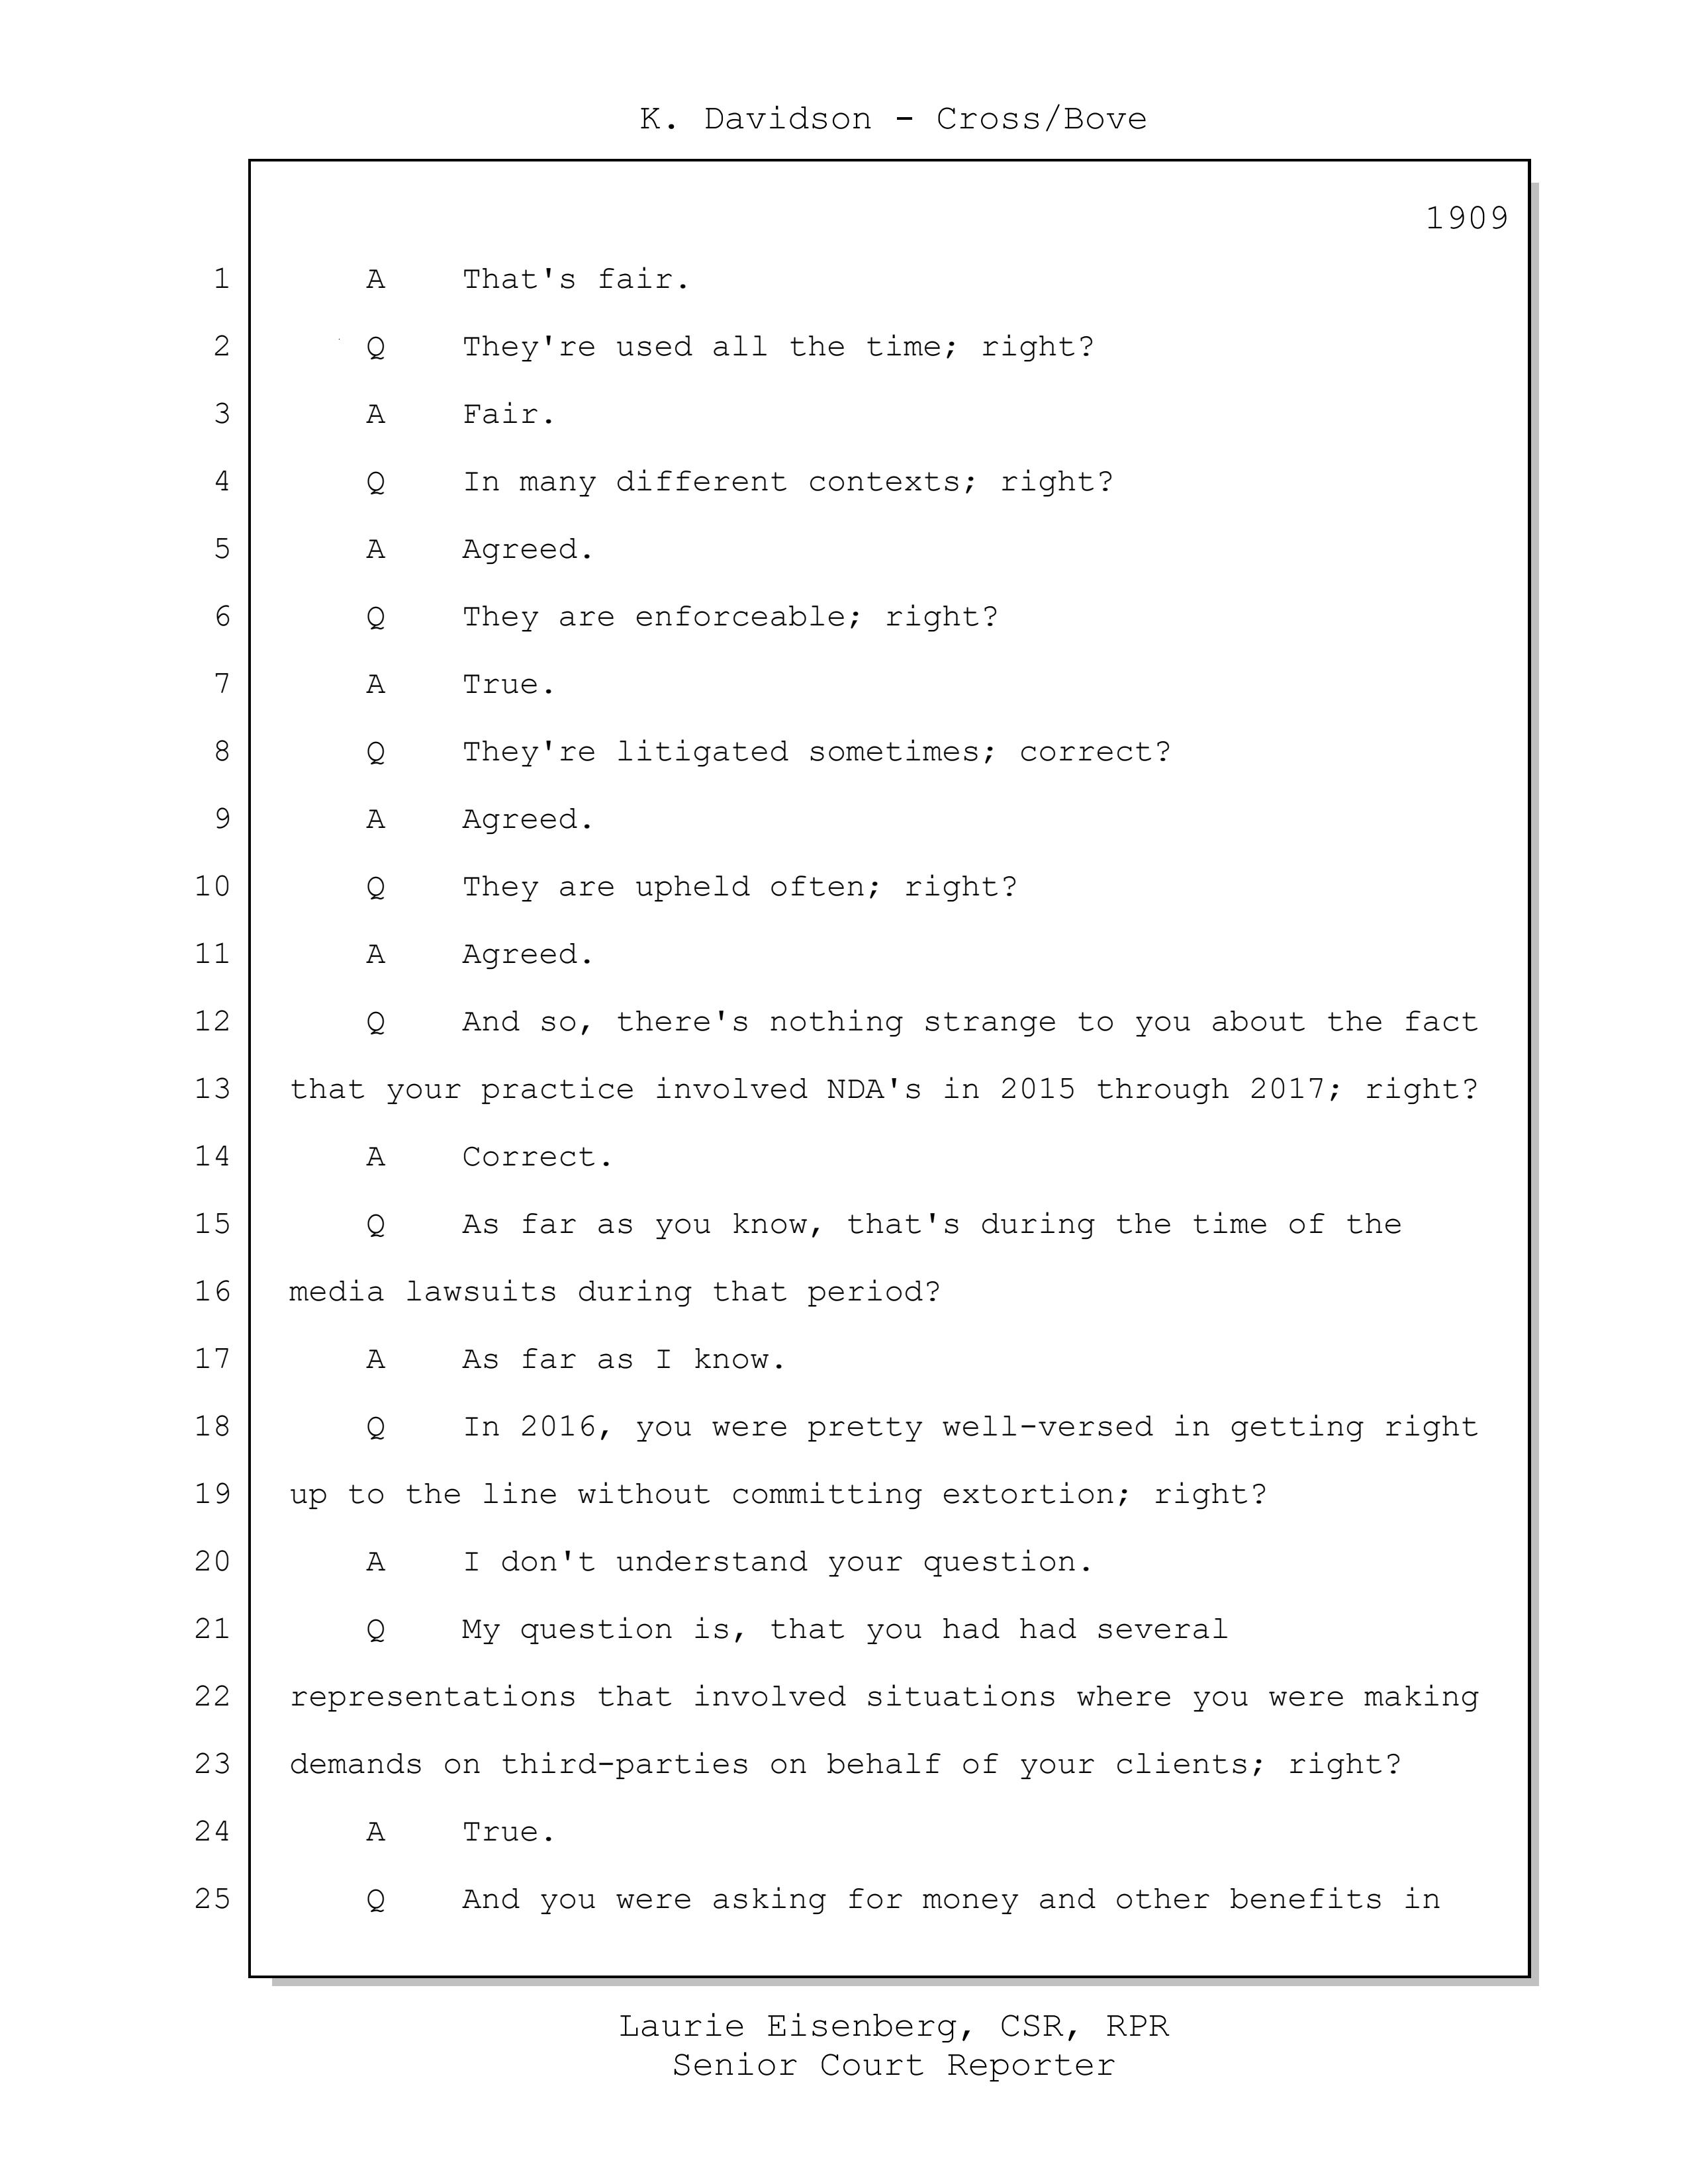 K. Davidson - Cross/Bove
1909
1 A That's fair.
2 Q They're used all the time; right?
3 A Fair.
4 Q In many different contexts; right?
5 A Agreed.
6 Q They are enforceable; right?
7 A True.
8 Q They're litigated sometimes; correct?
9 A Agreed.
10 Q They are upheld often; right?
11 A Agreed.
12 Q And so, there's nothing strange to you about the fact
13 that your practice involved NDA's in 2015 through 2017; right?
14 A Correct.
15 Q As far as you know, that's during the time of the
16 media lawsuits during that period?
17 A As far as I know.
18 Q In 2016, you were pretty well-versed in getting right
19 up to the line without committing extortion; right?
20 A I don't understand your question.
21 Q My question is, that you had had several
22 representations that involved situations where you were making
23 demands on third-parties on behalf of your clients; right?
24 A True.
25 Q And you were asking for money and other benefits in
Laurie Eisenberg, CSR, RPR
Senior Court Reporter